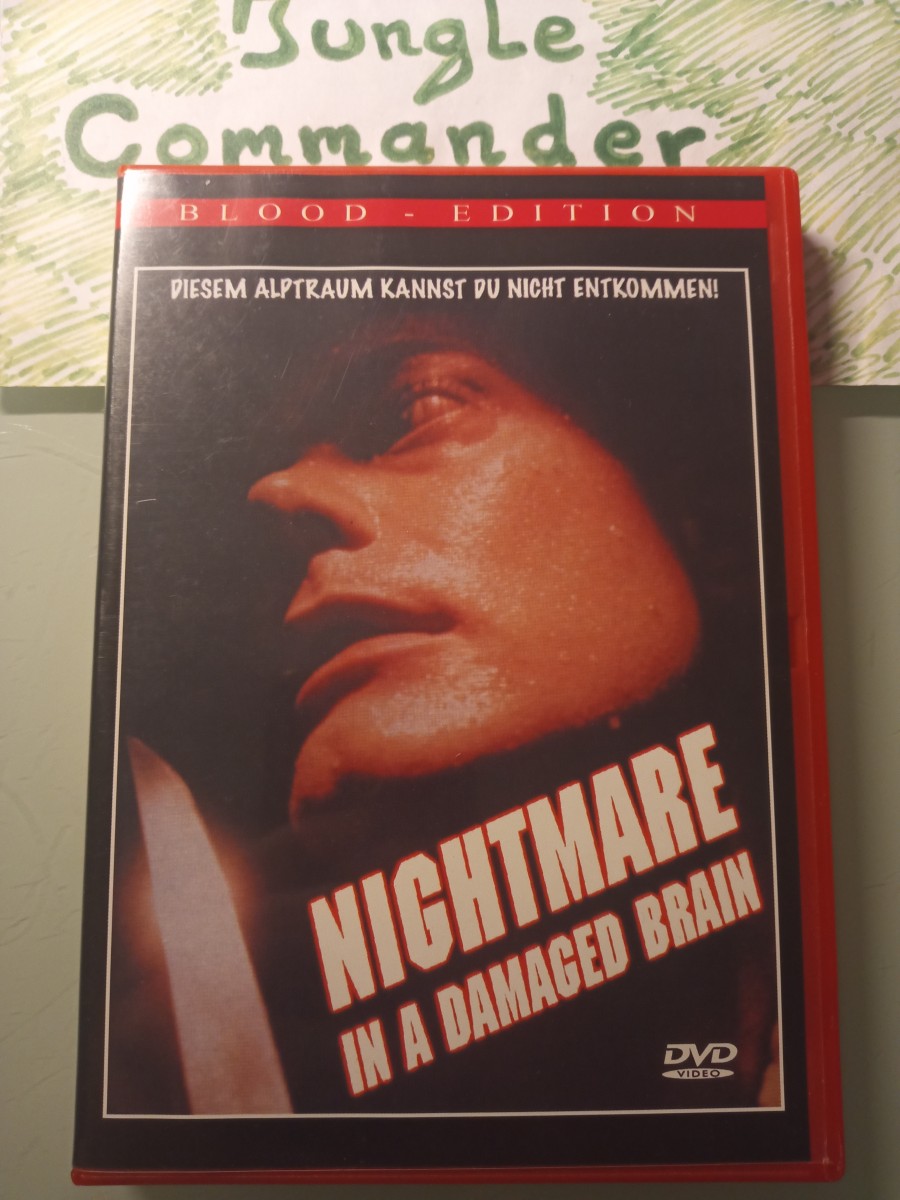 Jungle
Commander
BLOOD - EDITION
DIESEM ALPTRAUM KANNST DU NICHT ENTKOMMEN!
NIGHTMARE
IN A DAMAGED BRAIN
DVD
VIDEO